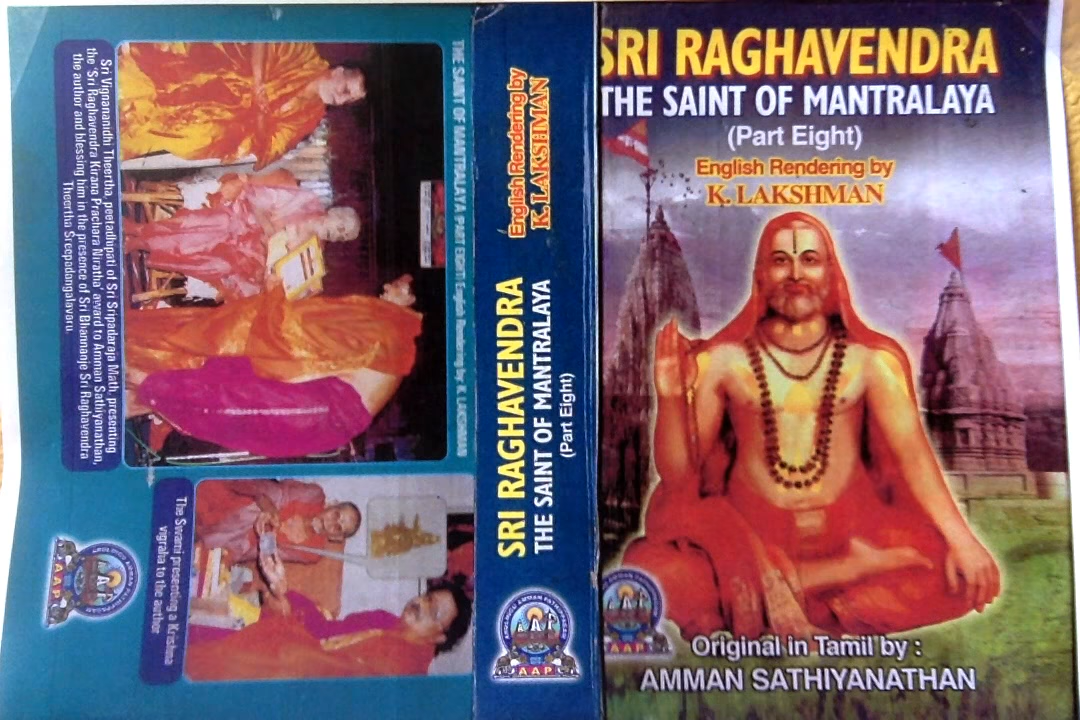 SRI RAGHAVENDRA
THE SAINT OF MANTRALAYA
(Part Eight)
English Rendering by
K. LAKSHMAN
Original in Tamil by :
AMMAN SATHIYANATHAN
English Rendering by
K. LAKSHMAN
SRI RAGHAVENDRA
THE SAINT OF MANTRALAYA
(Part Eight)
AAP
THE SAINT OF MANTRALAYA PART EIGHT English Rendering by: K. LAKSHMAN
Sri Vignananidhi Theertha, peetadhupati of Sri Sripadaraja Math, presenting
the 'Sri Raghavendra Kirana Prachara Niratha' award to Amman Sathiyanathan,
the author and blessing him in the presence of Sri Bhannanje Sri Raghavendra
Theertha Sreepadangalavaru.
The Swami presenting a Krishna
vigraha to the author
AAP